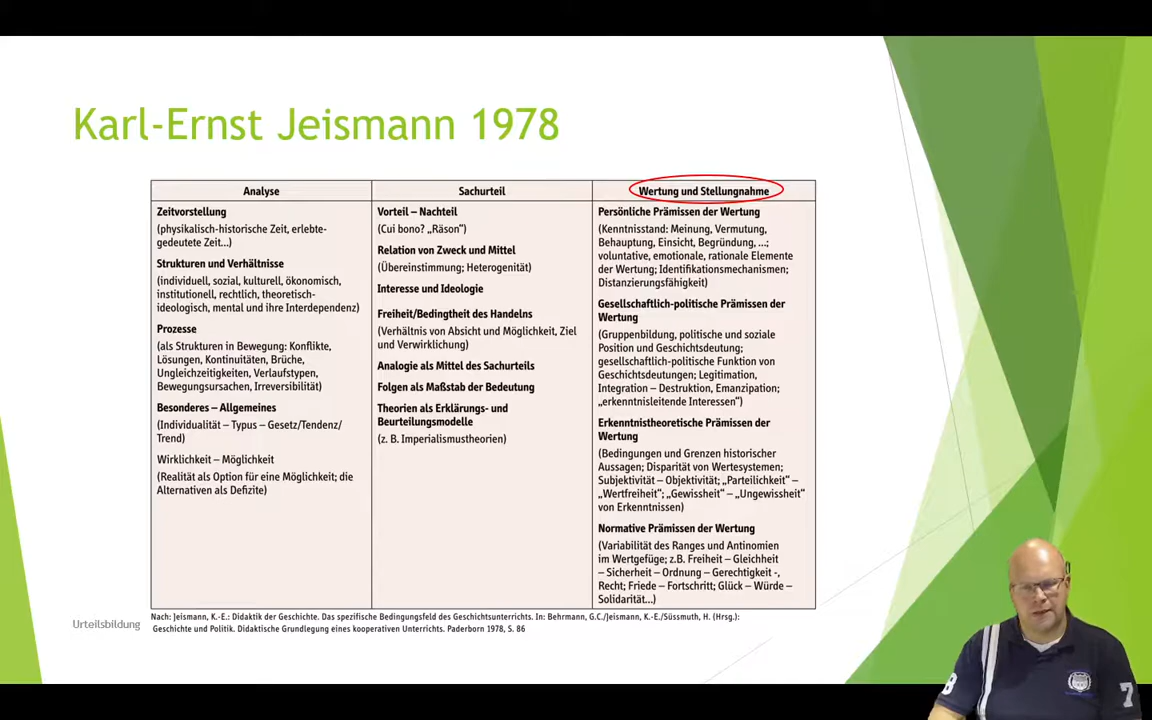 Karl-Ernst Jeismann 1978
Analyse
Zeitvorstellung
(physikalisch-historische Zeit, erlebte-
gedeutete Zeit...)
Strukturen und Verhältnisse
(individuell, sozial, kulturell, ökonomisch,
institutionell, rechtlich, theoretisch-
ideologisch, mental und ihre Interdependenz)
Prozesse
(als Strukturen in Bewegung: Konflikte,
Lösungen, Kontinuitäten, Brüche,
Ungleichzeitigkeiten, Verlaufstypen,
Bewegungsursachen, Irreversibilität)
Besonderes – Allgemeines
(Individualität – Typus – Gesetz/Tendenz/
Trend)
Wirklichkeit – Möglichkeit
(Realität als Option für eine Möglichkeit; die
Alternativen als Defizite)
Sachurteil
Vorteil – Nachteil
(Cui bono? „Räson“)
Relation von Zweck und Mittel
(Übereinstimmung; Heterogenität)
Interesse und Ideologie
Freiheit/Bedingtheit des Handelns
(Verhältnis von Absicht und Möglichkeit, Ziel
und Verwirklichung)
Analogie als Mittel des Sachurteils
Folgen als Maßstab der Bedeutung
Theorien als Erklärungs- und
Beurteilungsmodelle
(z. B. Imperialismustheorien)
Wertung und Stellungnahme
Persönliche Prämissen der Wertung
(Kenntnisstand: Meinung, Vermutung,
Behauptung, Einsicht, Begründung, ...;
voluntative, emotionale, rationale Elemente
der Wertung; Identifikationsmechanismen;
Distanzierungsfähigkeit)
Gesellschaftlich-politische Prämissen der
Wertung
(Gruppenbildung, politische und soziale
Position und Geschichtsdeutung;
gesellschaftlich-politische Funktion von
Geschichtsdeutungen; Legitimation,
Integration – Destruktion, Emanzipation;
„erkenntnisleitende Interessen“)
Erkenntnistheoretische Prämissen der
Wertung
(Bedingungen und Grenzen historischer
Aussagen; Disparität von Wertesystemen;
Subjektivität – Objektivität; „Parteilichkeit“ –
„Wertfreiheit“; „Gewissheit“ – „Ungewissheit“
von Erkenntnissen)
Normative Prämissen der Wertung
(Variabilität des Ranges und Antinomien
im Wertgefüge; z.B. Freiheit – Gleichheit
– Sicherheit – Ordnung – Gerechtigkeit -,
Recht; Friede – Fortschritt; Glück – Würde –
Solidarität...)
Nach: Jeismann, K.-E.: Didaktik der Geschichte. Das spezifische Bedingungsfeld des Geschichtsunterrichts. In: Behrmann, G.C./Jeismann, K.-E./Süssmuth, H. (Hrsg.):
Geschichte und Politik. Didaktische Grundlegung eines kooperativen Unterrichts. Paderborn 1978, S. 86
Urteilsbildung
8
7